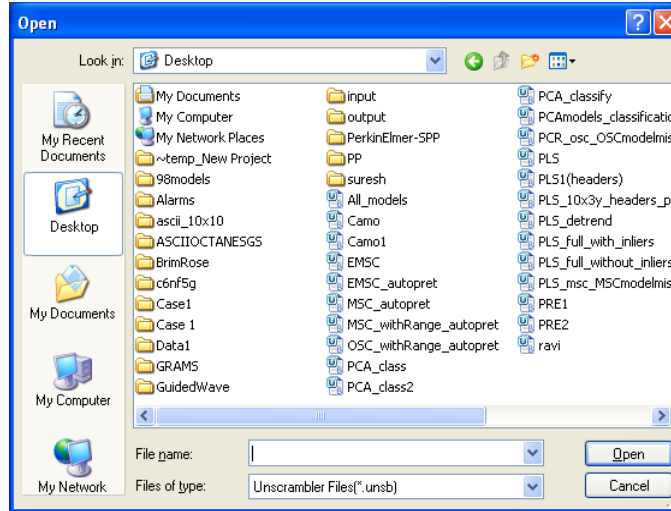 Open
Look in:
Desktop
My Recent Documents
Desktop
My Documents
My Computer
My Network
My Documents
My Computer
My Network Places
~temp_New Project
98models
Alarms
ascii_10x10
ASCIIOCTANESGS
BrimRose
c6nf5g
Case1
Case 1
Data1
GRAMS
GuidedWave
input
output
PerkinElmer-SPP
PP
suresh
All_models
Camo
Camo1
EMSC
EMSC_autopret
MSC_autopret
MSC_withRange_autopret
OSC_withRange_autopret
PCA_class
PCA_class2
PCA_classify
PCAmodels_classificatio
PCR_osc_OSCmodelmis
PLS
PLS1(headers)
PLS_10x3y_headers_p
PLS_detrend
PLS_full_with_inliers
PLS_full_without_inliers
PLS_msc_MSCmodelmis
PRE1
PRE2
ravi
File name:
Open
Files of type:
Unscrambler Files(*.unsb)
Cancel